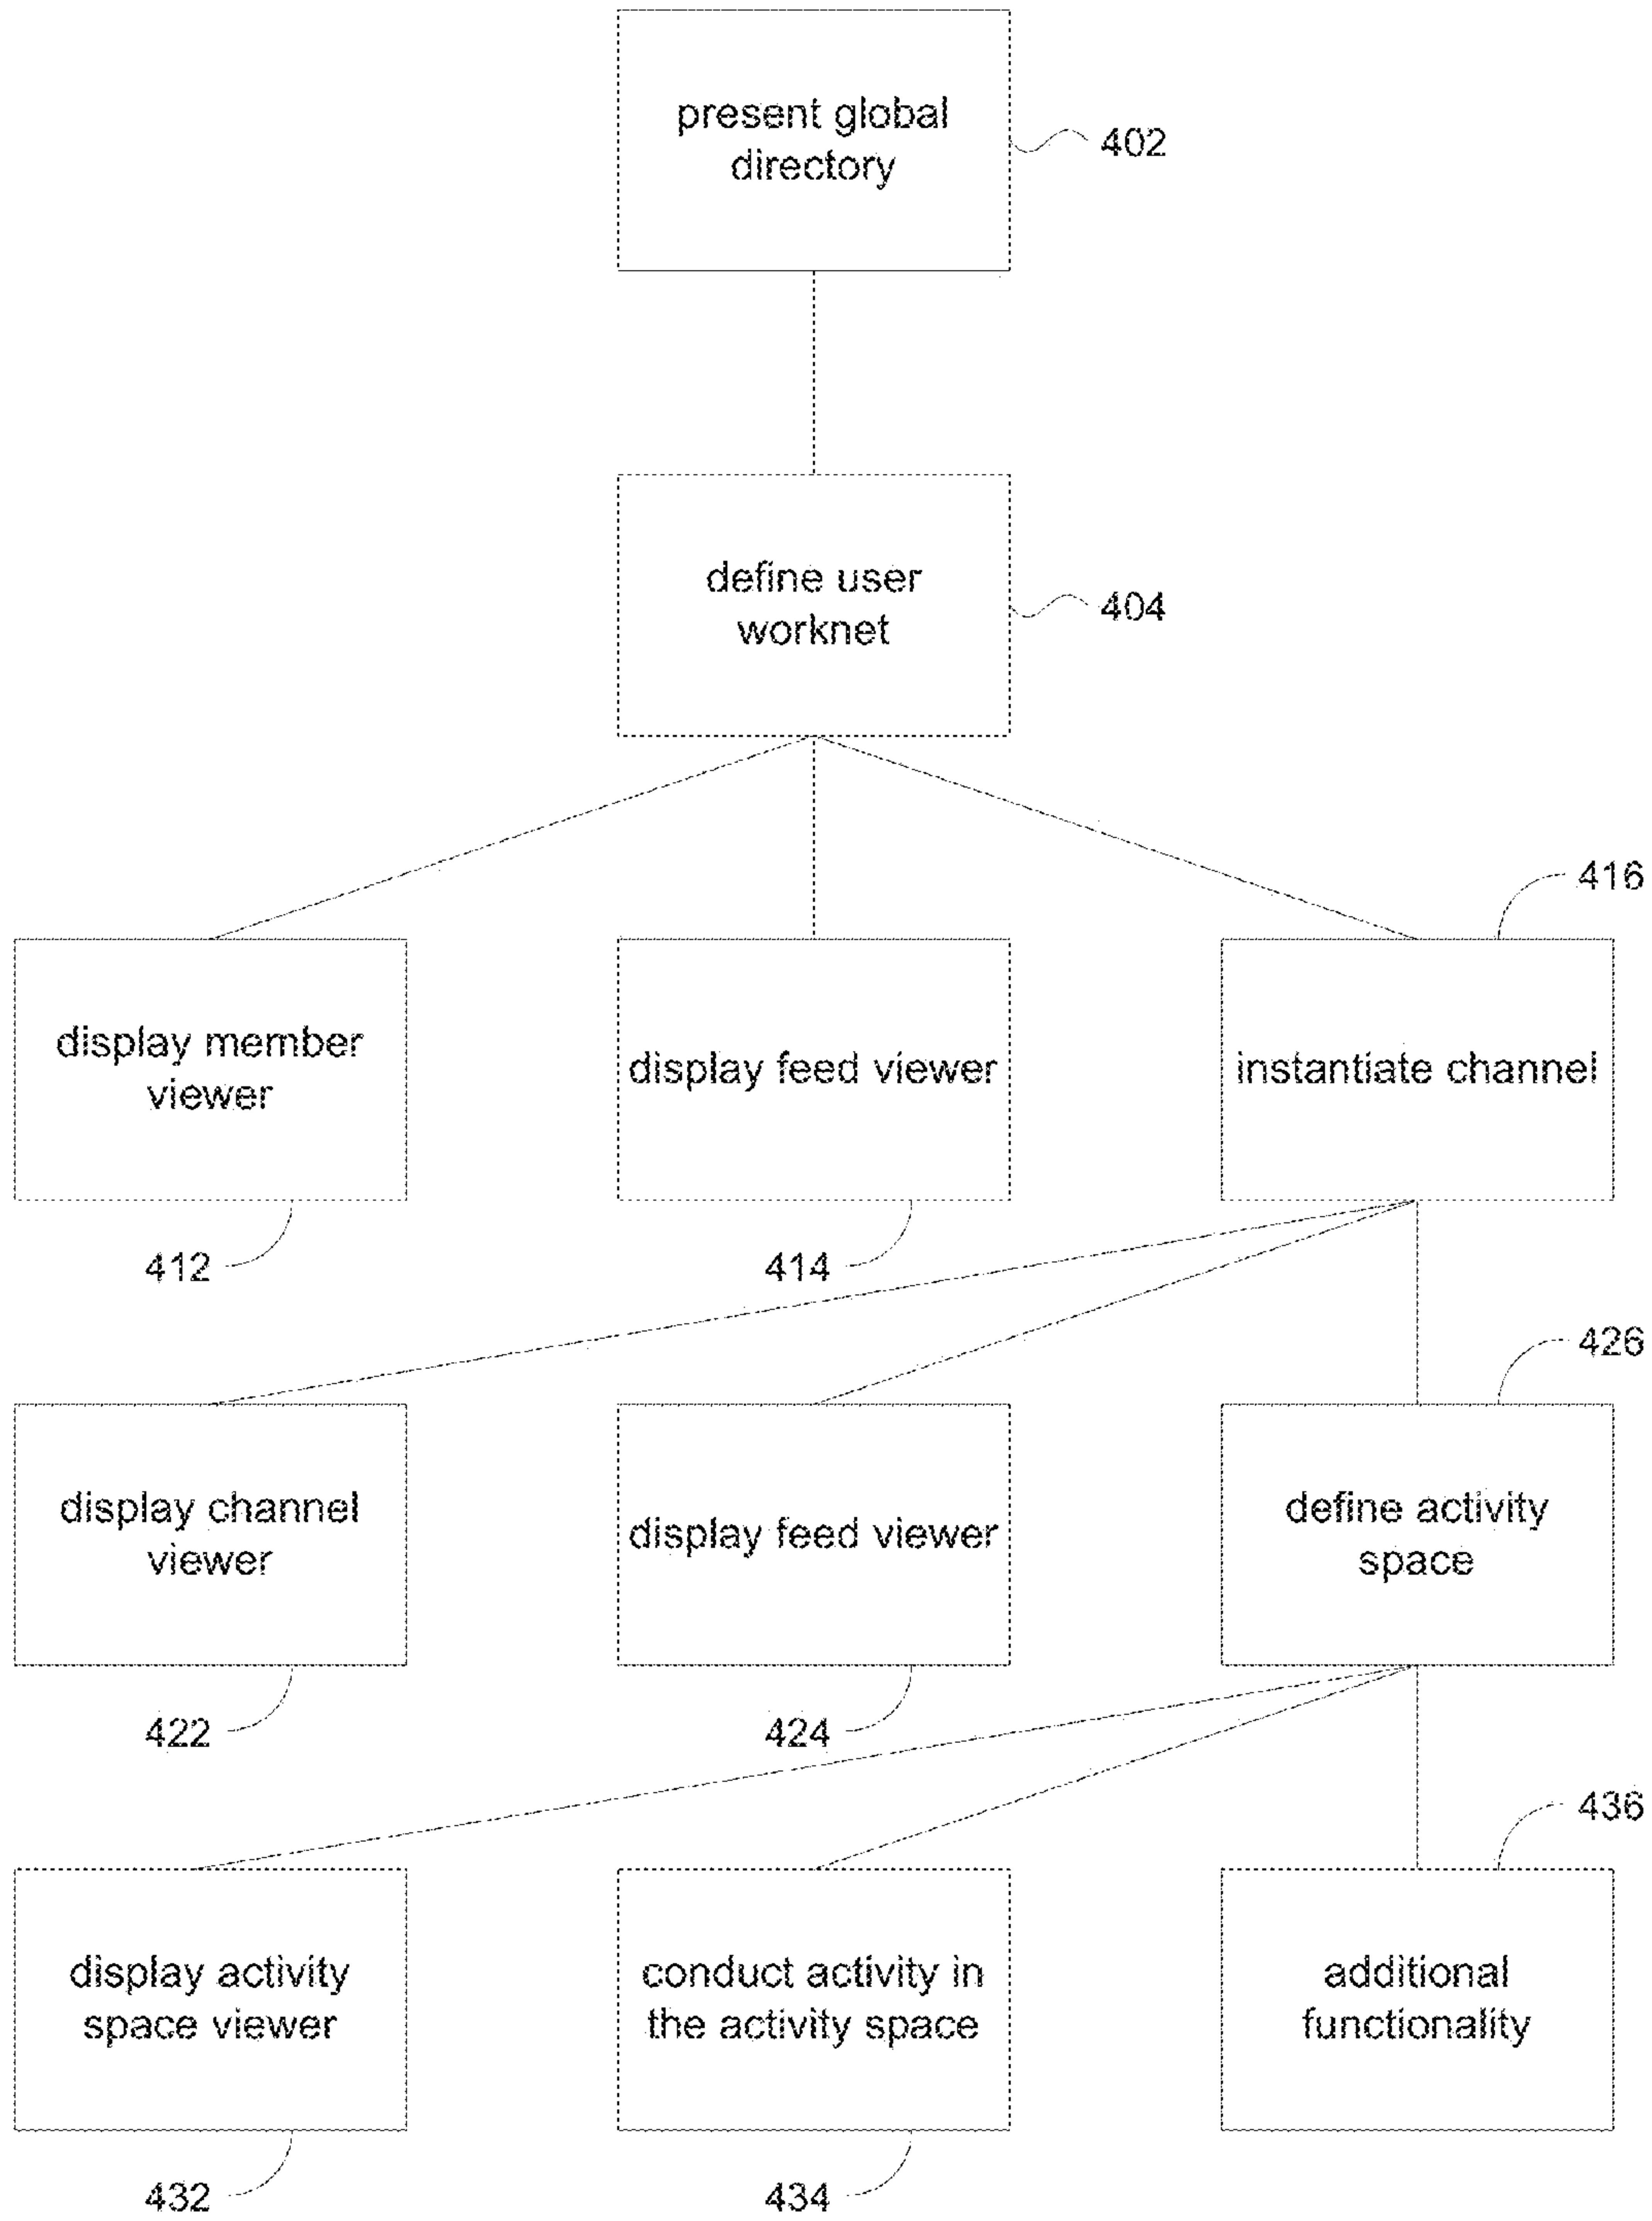 present global
directory
402
define user
worknet
404
416
display member
viewer
display feed viewer
instantiate channel
412
414
426
display channel
viewer
display feed viewer
define activity
space
422
424
436
display activity
space viewer
conduct activity in
the activity space
additional
functionality
432
434